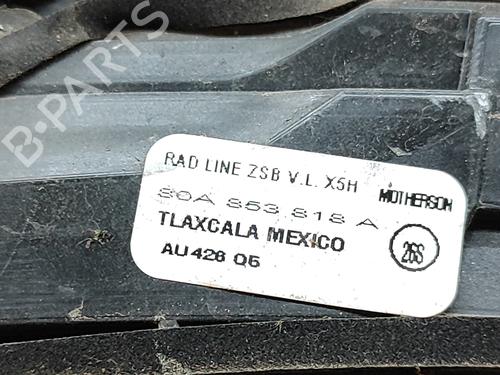 B-PARTS
RAD LINE ZSB V.L. X5H
MOTHERSON
80A 853 818 A
26S
TLAXCALA MEXICO
AU426 Q5